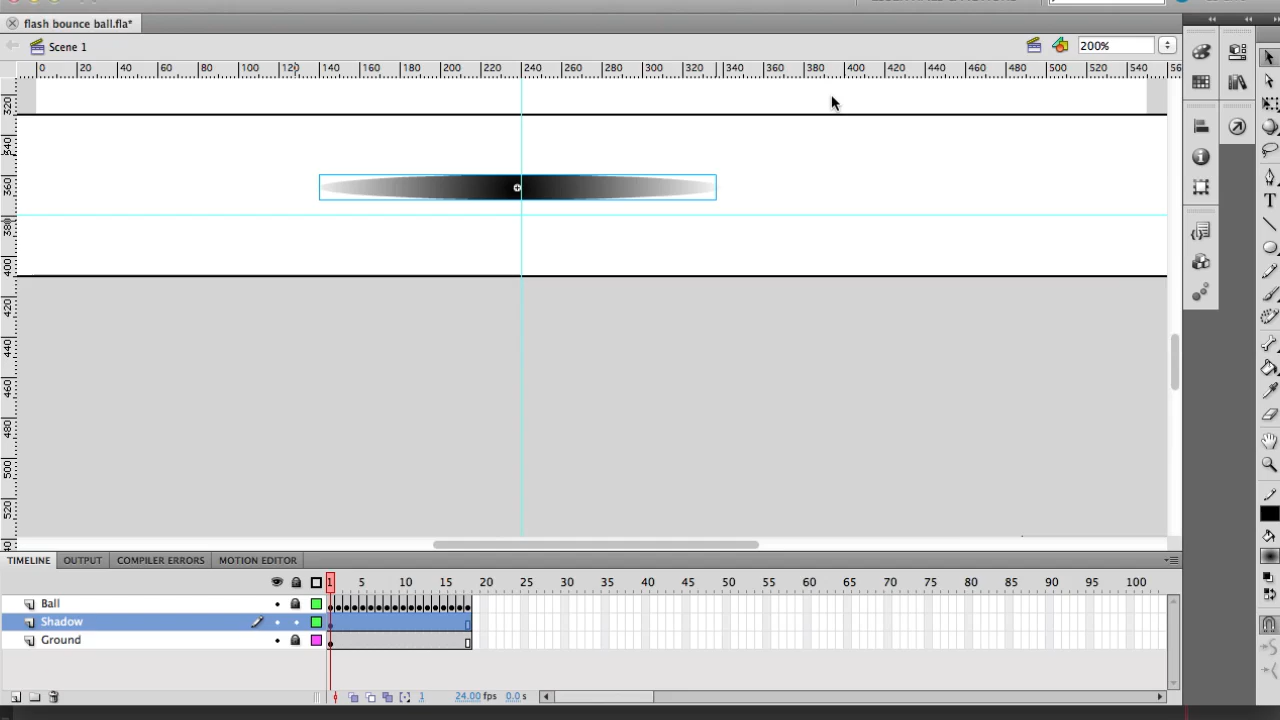 flash bounce ball.fla*
Scene 1
200%
0 20 40 60 80 100 120 140 160 180 200 220 240 260 280 300 320 340 360 380 400 420 440 460 480 500 520 540 56
320
340
360
380
400
420
440
460
480
500
520
TIMELINE OUTPUT COMPILER ERRORS MOTION EDITOR
1 5 10 15 20 25 30 35 40 45 50 55 60 65 70 75 80 85 90 95 100
Ball
Shadow
Ground
1 24.00 fps 0.0 s